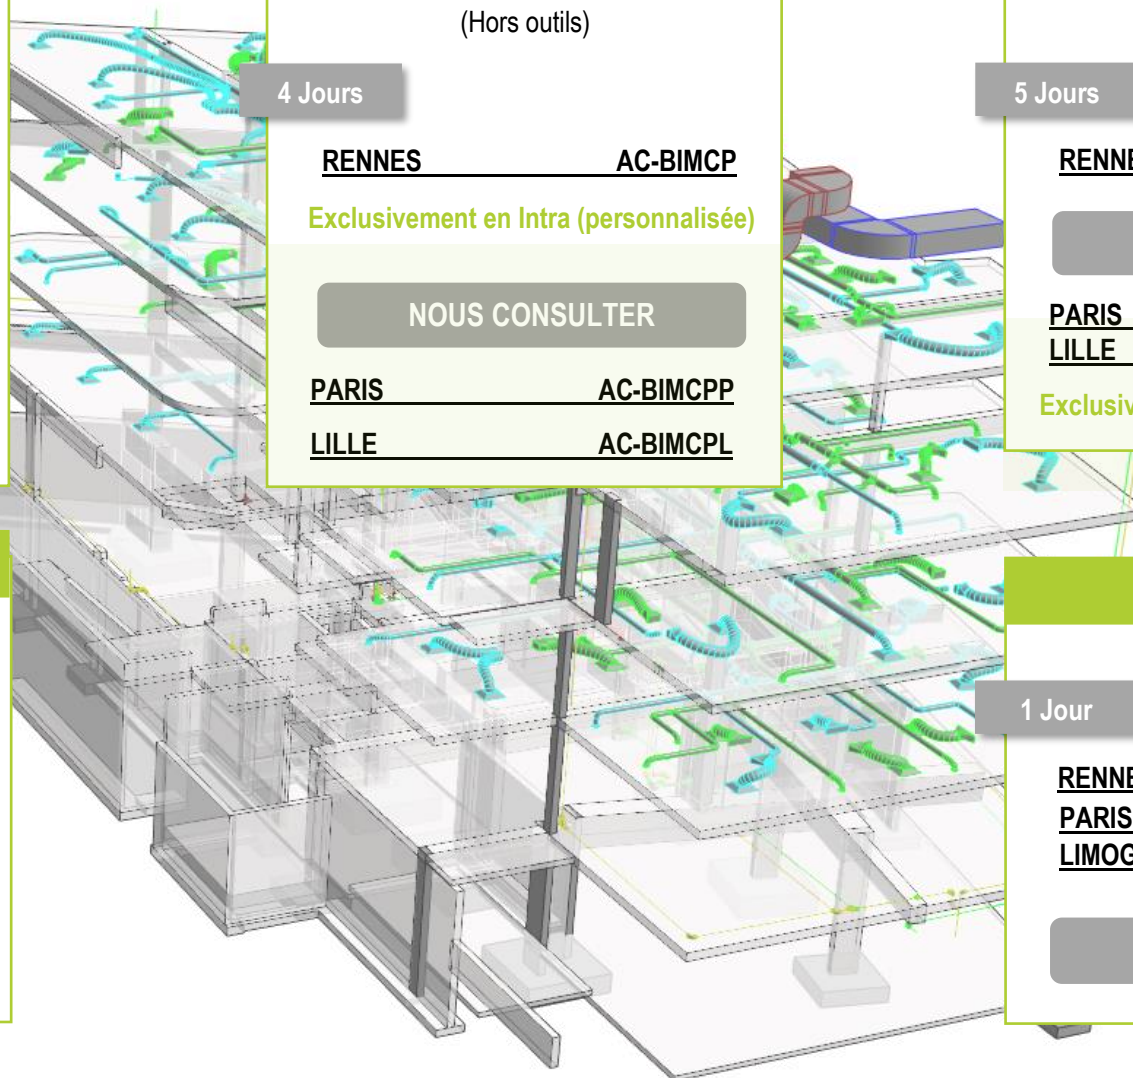 (Hors outils)
4 Jours
RENNES AC-BIMCP
Exclusivement en Intra (personnalisée)
NOUS CONSULTER
PARIS AC-BIMCPP
LILLE AC-BIMCPL
5 Jours
PARIS
LILLE
1 Jour
PARIS